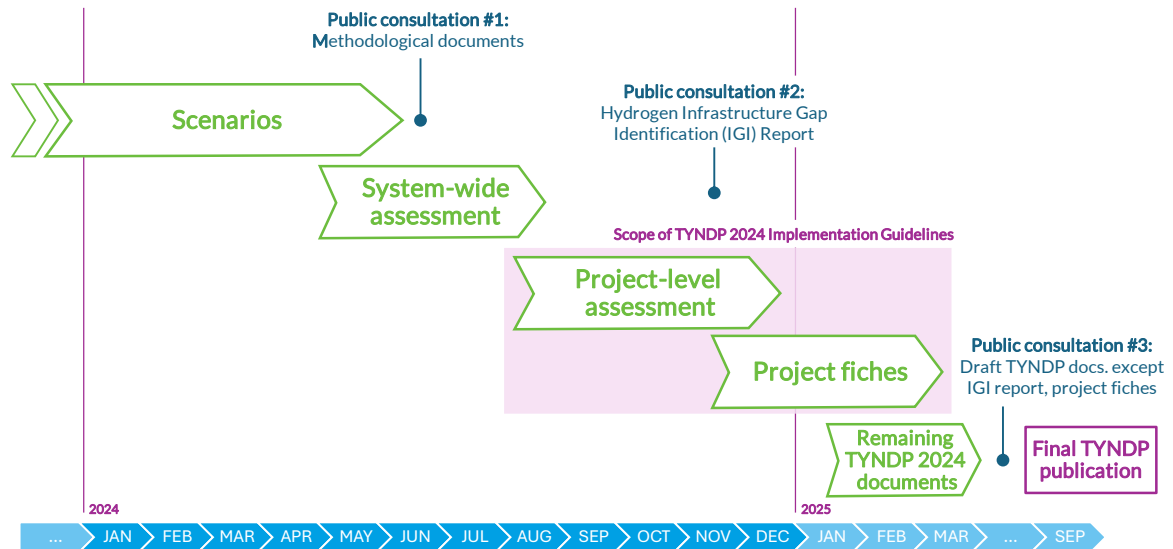 Public consultation #1:
Methodological documents
Scenarios
Public consultation #2:
Hydrogen Infrastructure Gap
Identification (IGI) Report
System-wide
assessment
Scope of TYNDP 2024 Implementation Guidelines
Project-level
assessment
Project fiches
Public consultation #3:
Draft TYNDP docs. except
IGI report, project fiches
Remaining
TYNDP 2024
documents
Final TYNDP
publication
2024
2025
... JAN FEB MAR APR MAY JUN JUL AUG SEP OCT NOV DEC JAN FEB MAR ... SEP